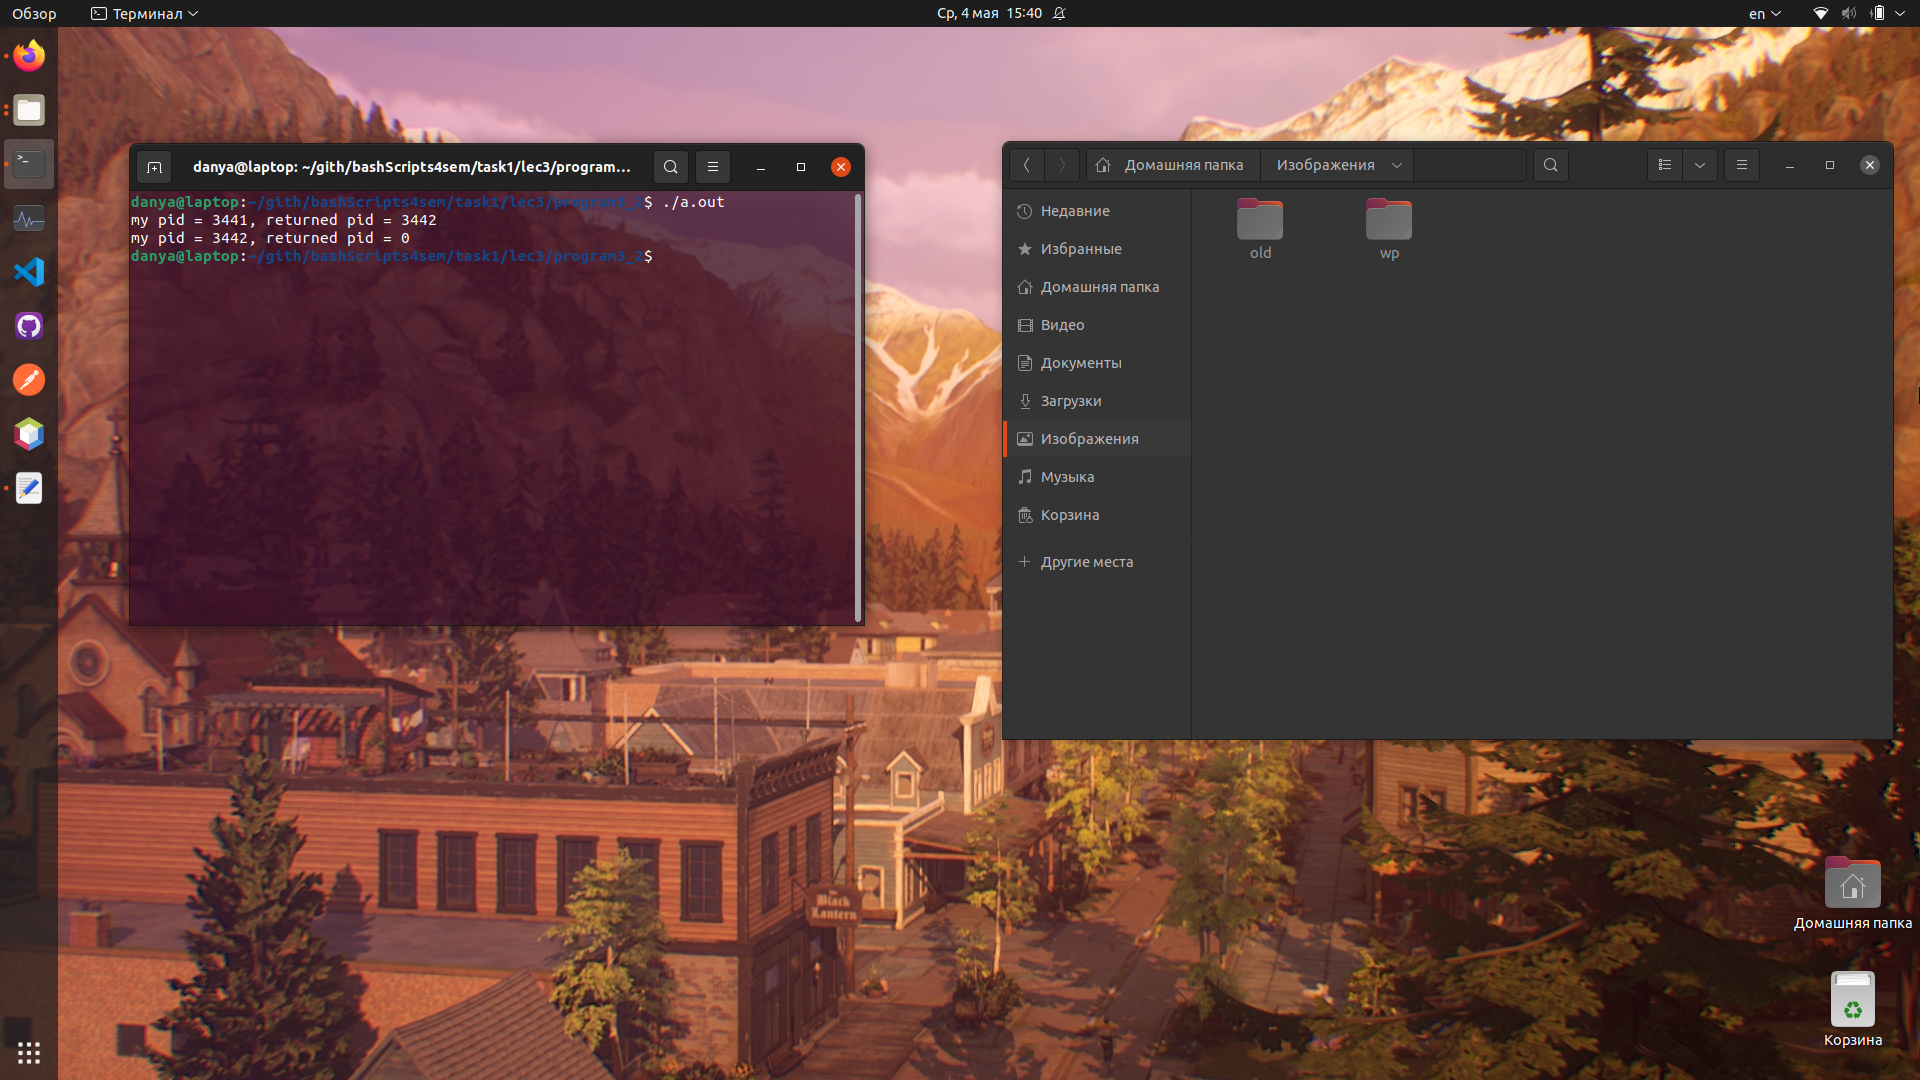 Обзор
Терминал
Ср, 4 мая 15:40
en
danya@laptop: ~/gith/bashScripts4sem/task1/lec3/program...
danya@laptop:~/gith/bashScripts4sem/task1/lec3/program3_2$ ./a.out
my pid = 3441, returned pid = 3442
my pid = 3442, returned pid = 0
danya@laptop:~/gith/bashScripts4sem/task1/lec3/program3_2$
Домашняя папка
Изображения
Недавние
Избранные
Домашняя папка
Видео
Документы
Загрузки
Изображения
Музыка
Корзина
Другие места
old
wp
Black
Lantern
Домашняя папка
Корзина